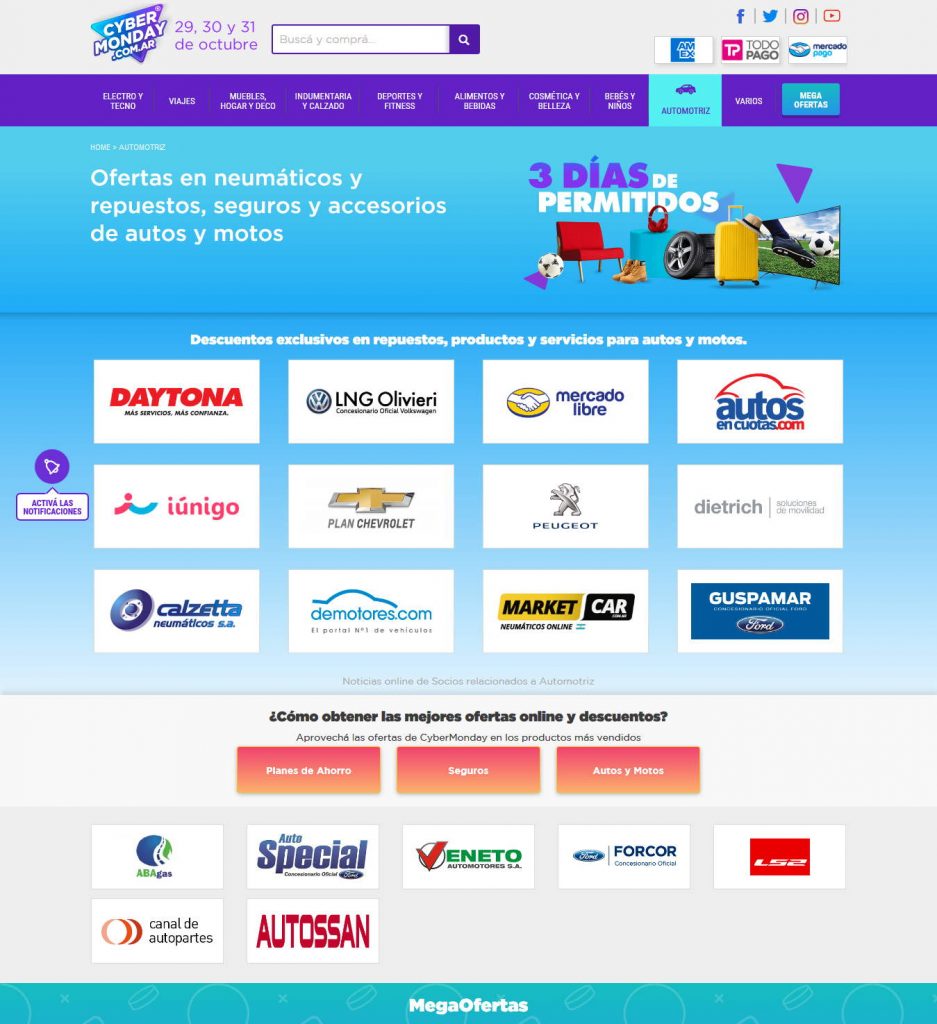 CYBER
MONDAY
.COM.AR
29, 30 y 31
de octubre
Buscá y comprá...
AM
EX
TP TODO
PAGO
mercado
pago
ELECTRO Y
TECNO
VIAJES
MUEBLES,
HOGAR Y DECO
INDUMENTARIA
Y CALZADO
DEPORTES Y
FITNESS
ALIMENTOS Y
BEBIDAS
COSMÉTICA Y
BELLEZA
BEBÉS Y
NIÑOS
AUTOMOTRIZ
VARIOS
MEGA
OFERTAS
HOME > AUTOMOTRIZ
Ofertas en neumáticos y
repuestos, seguros y accesorios
de autos y motos
3 DÍAS DE
PERMITIDOS
Descuentos exclusivos en repuestos, productos y servicios para autos y motos.
DAYTONA
MÁS SERVICIOS, MÁS CONFIANZA.
LNG Olivieri
Concesionario Oficial Volkswagen
mercado
libre
autos
en cuotas.com
ACTIVÁ LAS
NOTIFICACIONES
iúnigo
PLAN CHEVROLET
PEUGEOT
dietrich
soluciones
de movilidad
calzetta
neumáticos s.a.
demotores.com
El portal Nº1 de vehículos
MARKET CAR
NEUMÁTICOS ONLINE
GUSPAMAR
CONCESIONARIO OFICIAL FORD
Ford
Noticias online de Socios relacionados a Automotriz
¿Cómo obtener las mejores ofertas online y descuentos?
Aprovechá las ofertas de CyberMonday en los productos más vendidos
Planes de Ahorro
Seguros
Autos y Motos
ABAgas
Auto
Special
Concesionario Oficial Ford
VENETO
AUTOMOTORES S.A.
Ford
FORCOR
Concesionario Oficial
LS2
canal de
autopartes
AUTOSSAN
MegaOfertas